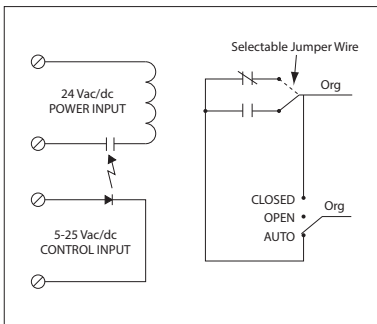 Selectable Jumper Wire
24 Vac/dc
POWER INPUT
Org
5-25 Vac/dc
CONTROL INPUT
CLOSED
OPEN
AUTO
Org